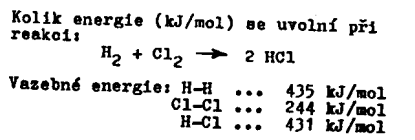 Kolik energie (kJ/mol) se uvolní při
reakci:
H₂ + Cl₂ → 2 HCl
Vazebné energie: H-H ... 435 kJ/mol
Cl-Cl ... 244 kJ/mol
H-Cl ... 431 kJ/mol